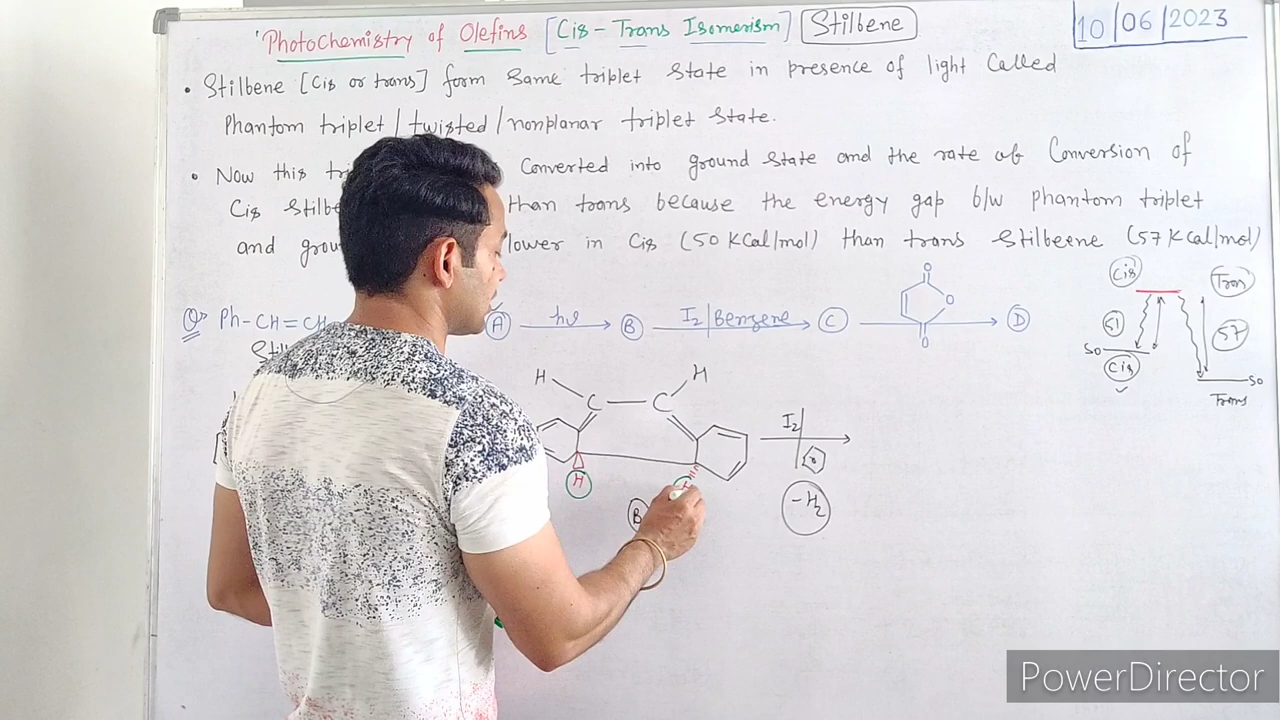 Photochemistry of Olefins [Cis - Trans Isomerism] Stilbene
10/06/2023
• Stilbene [Cis or trans] form Same triplet State in presence of light Called
Phantom triplet / twisted / nonplanar triplet State.
• Now this Converted into ground State and the rate of Conversion of
Cis than trans because the energy gap b/w phantom triplet
and lower in Cis (50 KCal/mol) than trans Stilbene (57 KCal/mol)
Q Ph-CH=CH A hν B I2/Benzene C D
O
O
O
Cis Tran
51 57
So So
Cis Trans
H H
C C
I2
H
-H2
B
PowerDirector